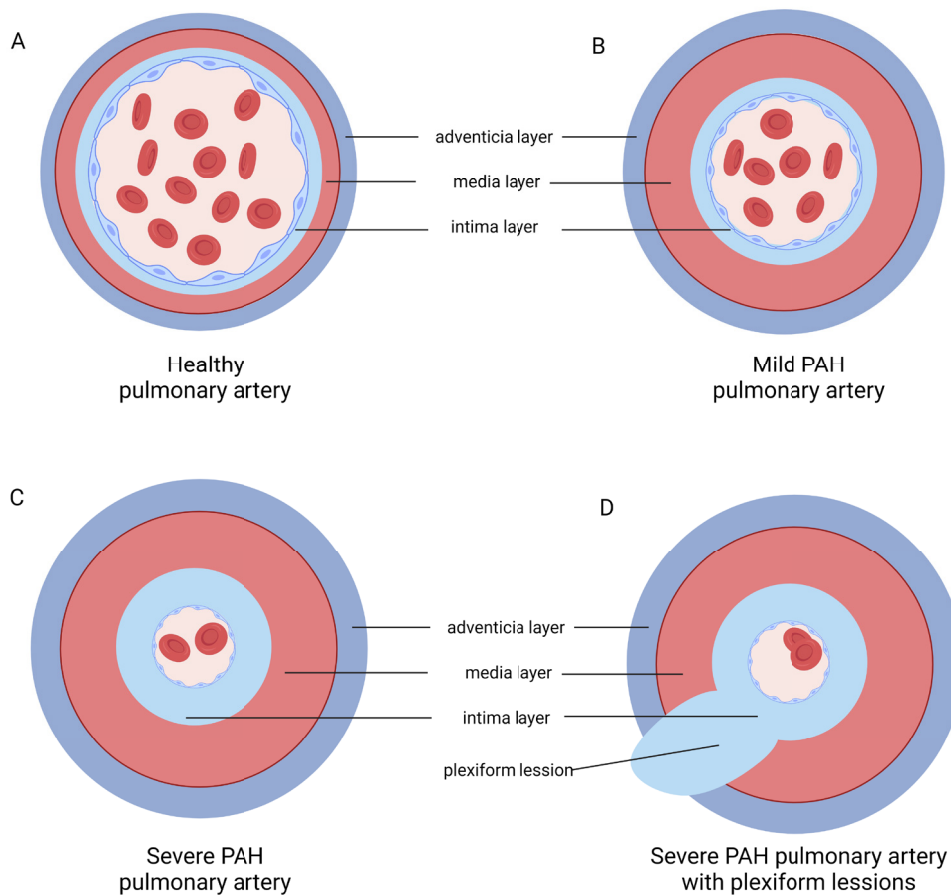 A
B
adventicia layer
media layer
intima layer
Healthy
pulmonary artery
Mild PAH
pulmonary artery
C
D
adventicia layer
media layer
intima layer
plexiform lession
Severe PAH
pulmonary artery
Severe PAH pulmonary artery
with plexiform lessions